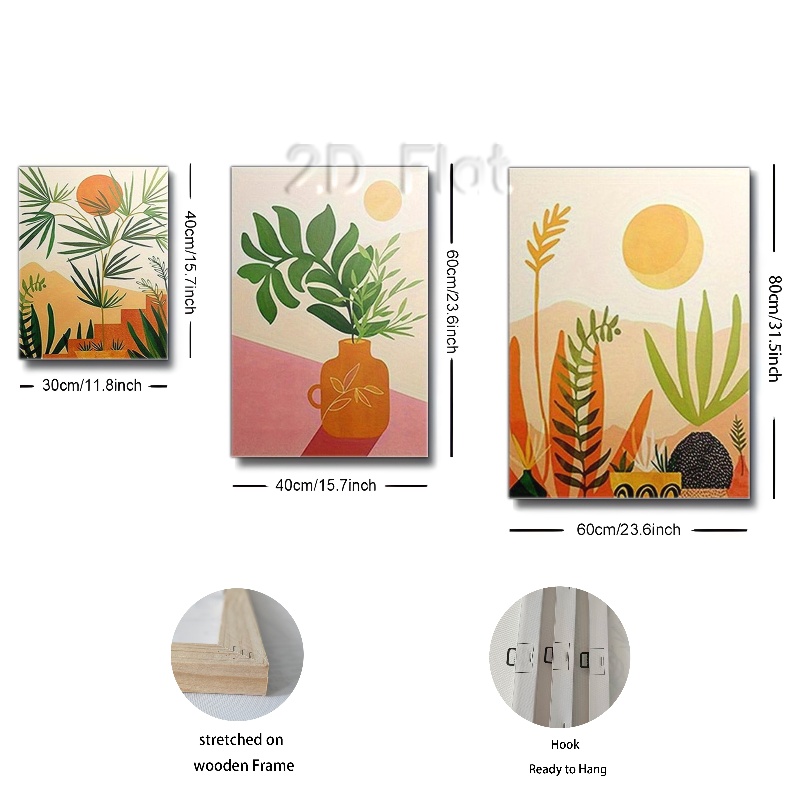 2D Flat
40cm/15.7inch
30cm/11.8inch
60cm/23.6inch
40cm/15.7inch
80cm/31.5inch
60cm/23.6inch
stretched on
wooden Frame
Hook
Ready to Hang